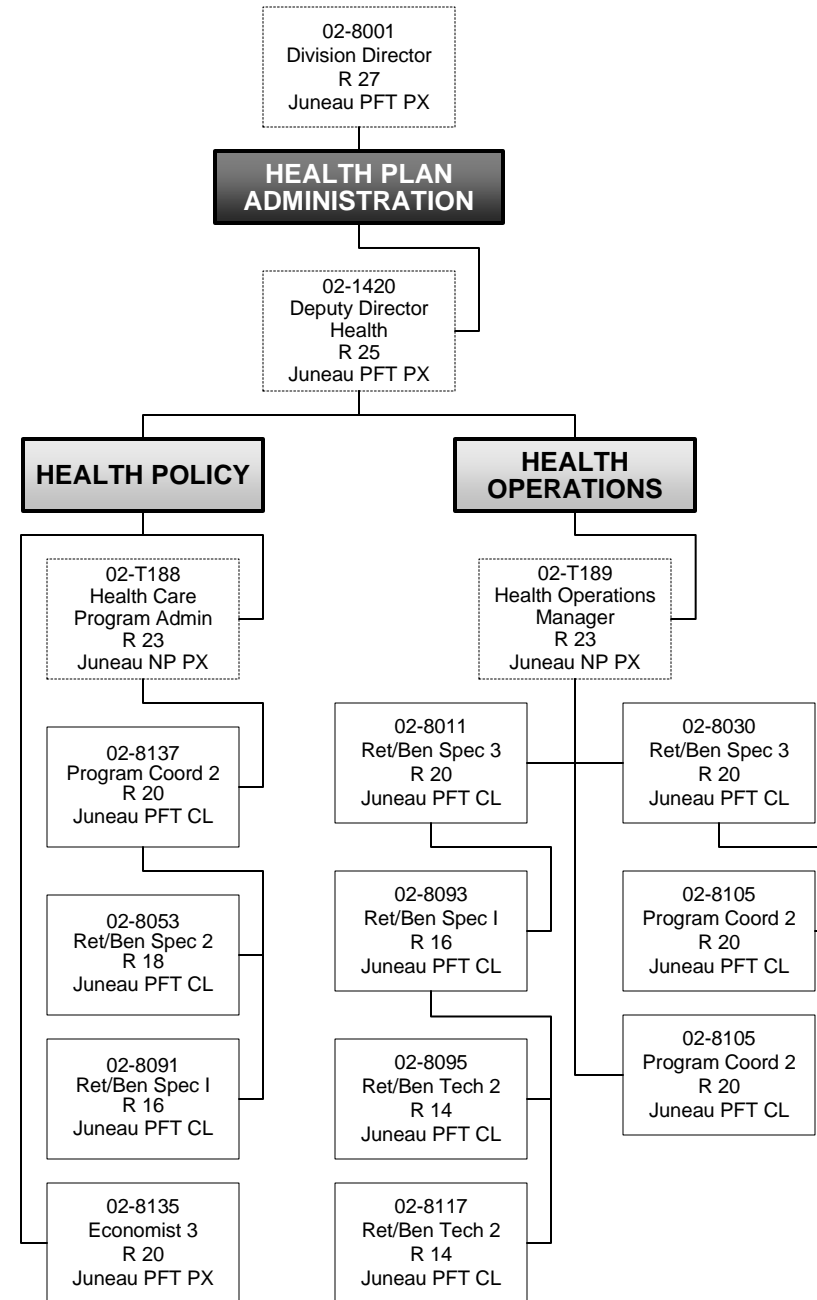 02-8001
Division Director
R 27
Juneau PFT PX
HEALTH PLAN
ADMINISTRATION
02-1420
Deputy Director
Health
R 25
Juneau PFT PX
HEALTH POLICY
02-T188
Health Care
Program Admin
R 23
Juneau NP PX
02-8137
Program Coord 2
R 20
Juneau PFT CL
02-8053
Ret/Ben Spec 2
R 18
Juneau PFT CL
02-8091
Ret/Ben Spec I
R 16
Juneau PFT CL
02-8135
Economist 3
R 20
Juneau PFT PX
HEALTH
OPERATIONS
02-T189
Health Operations
Manager
R 23
Juneau NP PX
02-8011
Ret/Ben Spec 3
R 20
Juneau PFT CL
02-8093
Ret/Ben Spec I
R 16
Juneau PFT CL
02-8095
Ret/Ben Tech 2
R 14
Juneau PFT CL
02-8117
Ret/Ben Tech 2
R 14
Juneau PFT CL
02-8030
Ret/Ben Spec 3
R 20
Juneau PFT CL
02-8105
Program Coord 2
R 20
Juneau PFT CL
02-8105
Program Coord 2
R 20
Juneau PFT CL